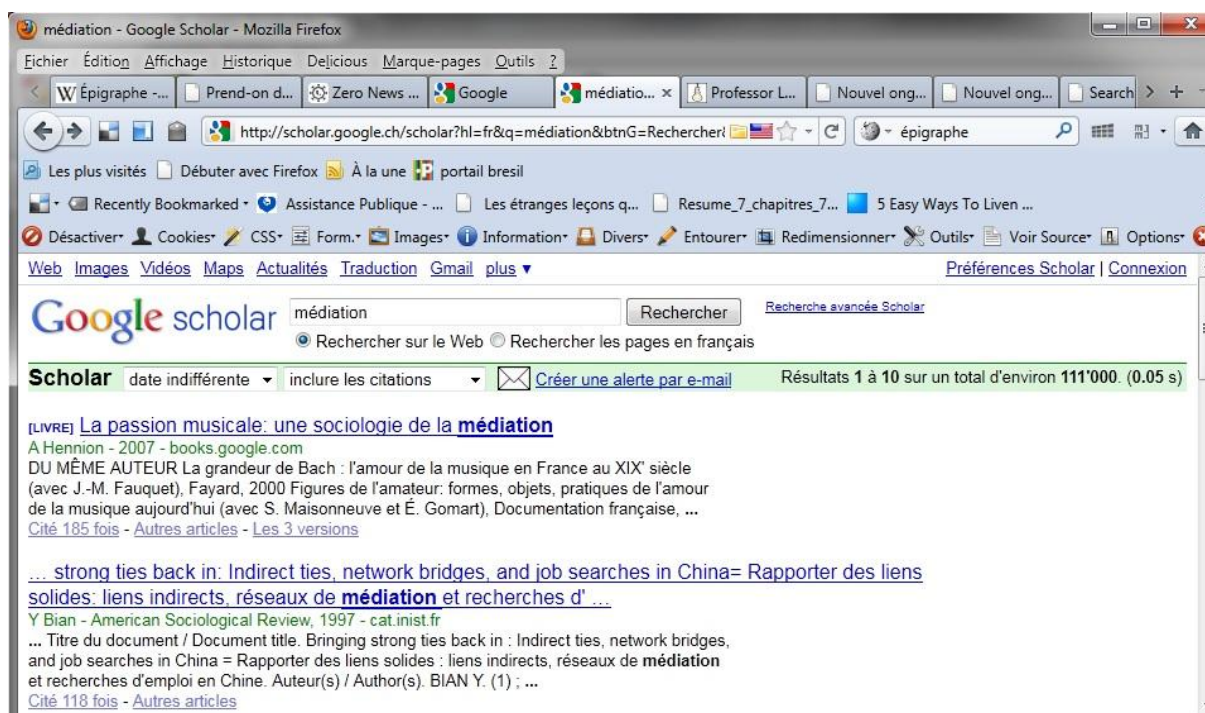 médiation - Google Scholar - Mozilla Firefox
Fichier Édition Affichage Historique Delicious Marque-pages Outils ?
Épigraphe -... Prend-on d... Zero News ... Google médiatio... Professor L... Nouvel ong... Nouvel ong... Search
http://scholar.google.ch/scholar?hl=fr&q=médiation&btnG=Rechercher& épigraphe
Les plus visités Débuter avec Firefox À la une portail bresil
Recently Bookmarked Assistance Publique - ... Les étranges leçons q... Resume_7_chapitres_7... 5 Easy Ways To Liven ...
Désactiver Cookies CSS Form. Images Information Divers Entourer Redimensionner Outils Voir Source Options
Web Images Vidéos Maps Actualités Traduction Gmail plus ▼ Préférences Scholar | Connexion
Google scholar médiation Rechercher Recherche avancée Scholar
Rechercher sur le Web Rechercher les pages en français
Scholar date indifférente inclure les citations Créer une alerte par e-mail Résultats 1 à 10 sur un total d'environ 111'000. (0.05 s)
[LIVRE] La passion musicale: une sociologie de la médiation
A Hennion - 2007 - books.google.com
DU MÊME AUTEUR La grandeur de Bach : l'amour de la musique en France au XIX' siècle
(avec J.-M. Fauquet), Fayard, 2000 Figures de l'amateur: formes, objets, pratiques de l'amour
de la musique aujourd'hui (avec S. Maisonneuve et É. Gomart), Documentation française, ...
Cité 185 fois - Autres articles - Les 3 versions
... strong ties back in: Indirect ties, network bridges, and job searches in China= Rapporter des liens
solides: liens indirects, réseaux de médiation et recherches d' ...
Y Bian - American Sociological Review, 1997 - cat.inist.fr
... Titre du document / Document title. Bringing strong ties back in : Indirect ties, network bridges,
and job searches in China = Rapporter des liens solides : liens indirects, réseaux de médiation
et recherches d'emploi en Chine. Auteur(s) / Author(s). BIAN Y. (1) ; ...
Cité 118 fois - Autres articles